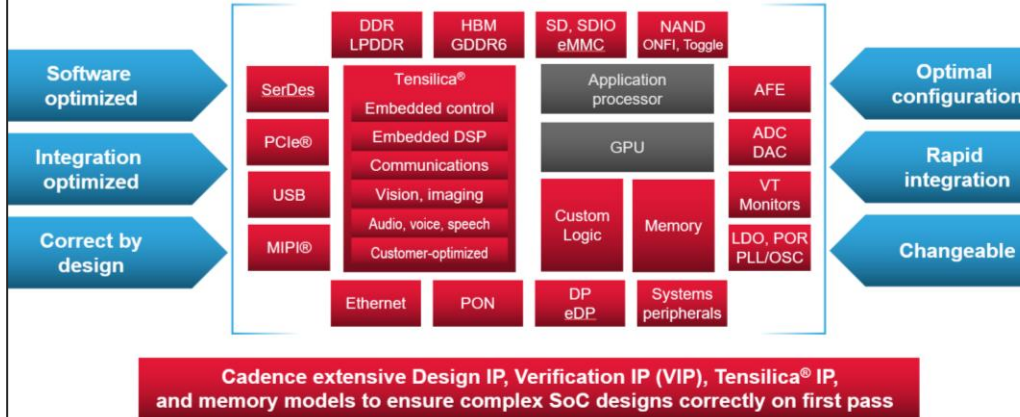 DDR
LPDDR
HBM
GDDR6
SD, SDIO
eMMC
NAND
ONFI, Toggle
Software
optimized
Integration
optimized
Correct by
design
SerDes
PCIe®
USB
MIPI®
Tensilica®
Embedded control
Embedded DSP
Communications
Vision, imaging
Audio, voice, speech
Customer-optimized
Application
processor
GPU
Custom
Logic
Memory
AFE
ADC
DAC
VT
Monitors
LDO, POR
PLL/OSC
Optimal
configuration
Rapid
integration
Changeable
Ethernet
PON
DP
eDP
Systems
peripherals
Cadence extensive Design IP, Verification IP (VIP), Tensilica® IP,
and memory models to ensure complex SoC designs correctly on first pass